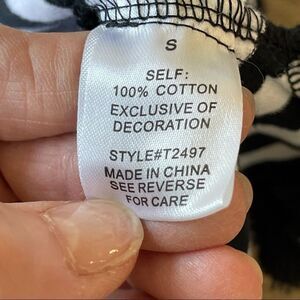 S
SELF:
100% COTTON
EXCLUSIVE OF
DECORATION
STYLE#T2497
MADE IN CHINA
SEE REVERSE
FOR CARE